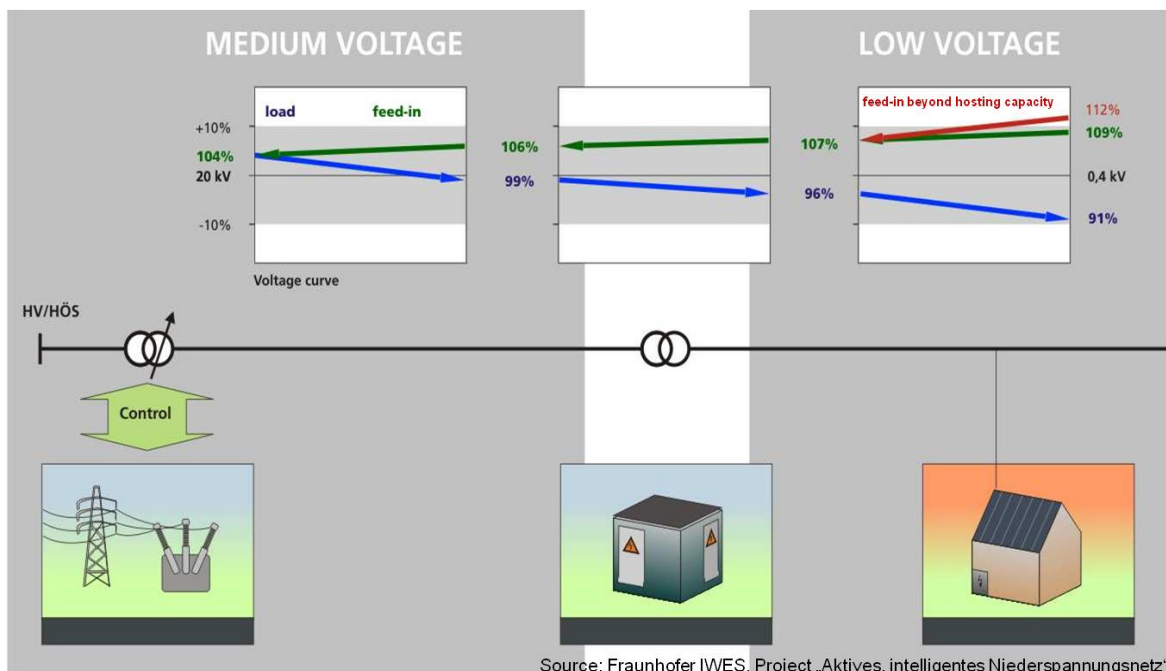 MEDIUM VOLTAGE
LOW VOLTAGE
load
feed-in
feed-in beyond hosting capacity
+10%
104%
20 kV
-10%
106%
99%
107%
96%
112%
109%
0,4 kV
91%
Voltage curve
HV/HÖS
Control
Source: Fraunhofer IWES, Project „Aktives, intelligentes Niederspannungsnetz“